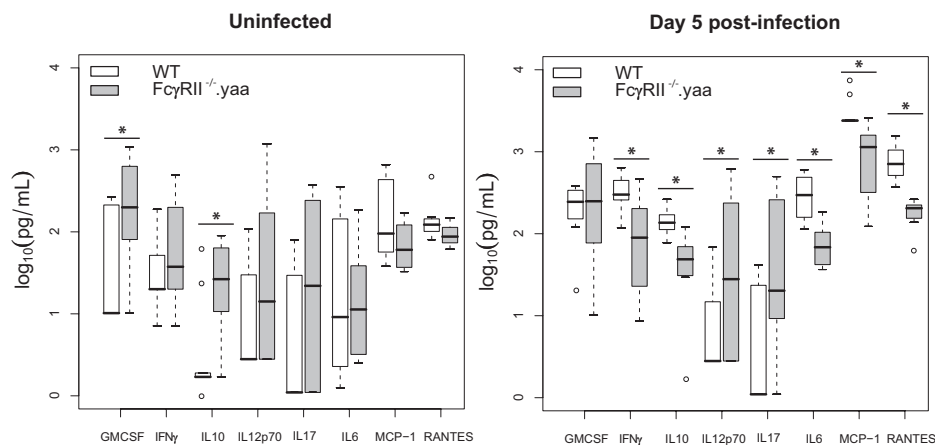 Uninfected
WT
FcγRII-/-.yaa
log10(pg/mL)
4
3
2
1
0
*
*
GMCSF IFNγ IL10 IL12p70 IL17 IL6 MCP−1 RANTES
Day 5 post-infection
WT
FcγRII-/-.yaa
log10(pg/mL)
4
3
2
1
0
*
*
*
*
*
*
*
GMCSF IFNγ IL10 IL12p70 IL17 IL6 MCP−1 RANTES